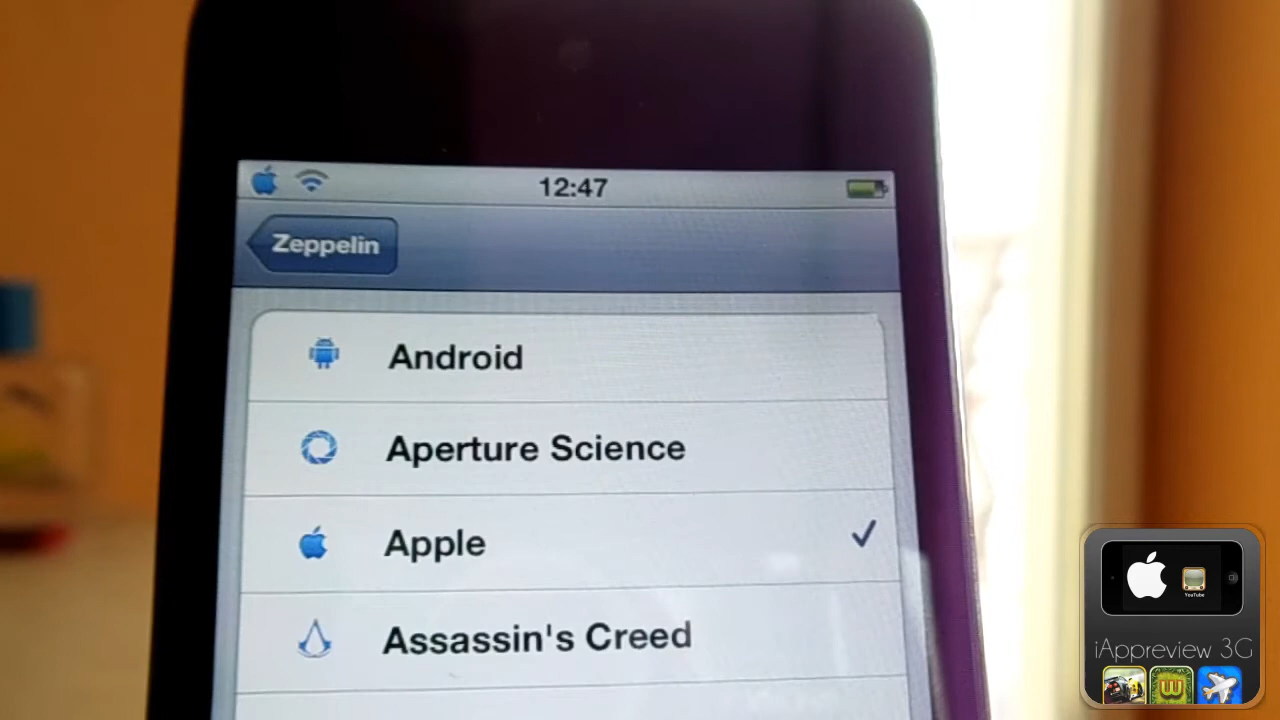 12:47
Zeppelin
Android
Aperture Science
Apple
Assassin's Creed
YouTube
iAppreview 3G
W